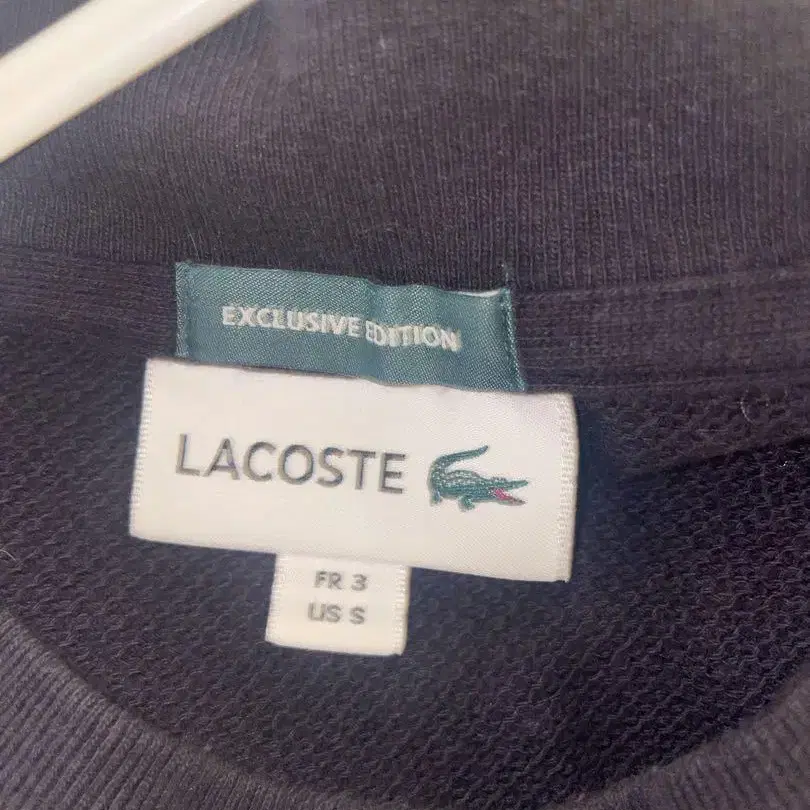 EXCLUSIVE EDITION
LACOSTE
FR 3
US S